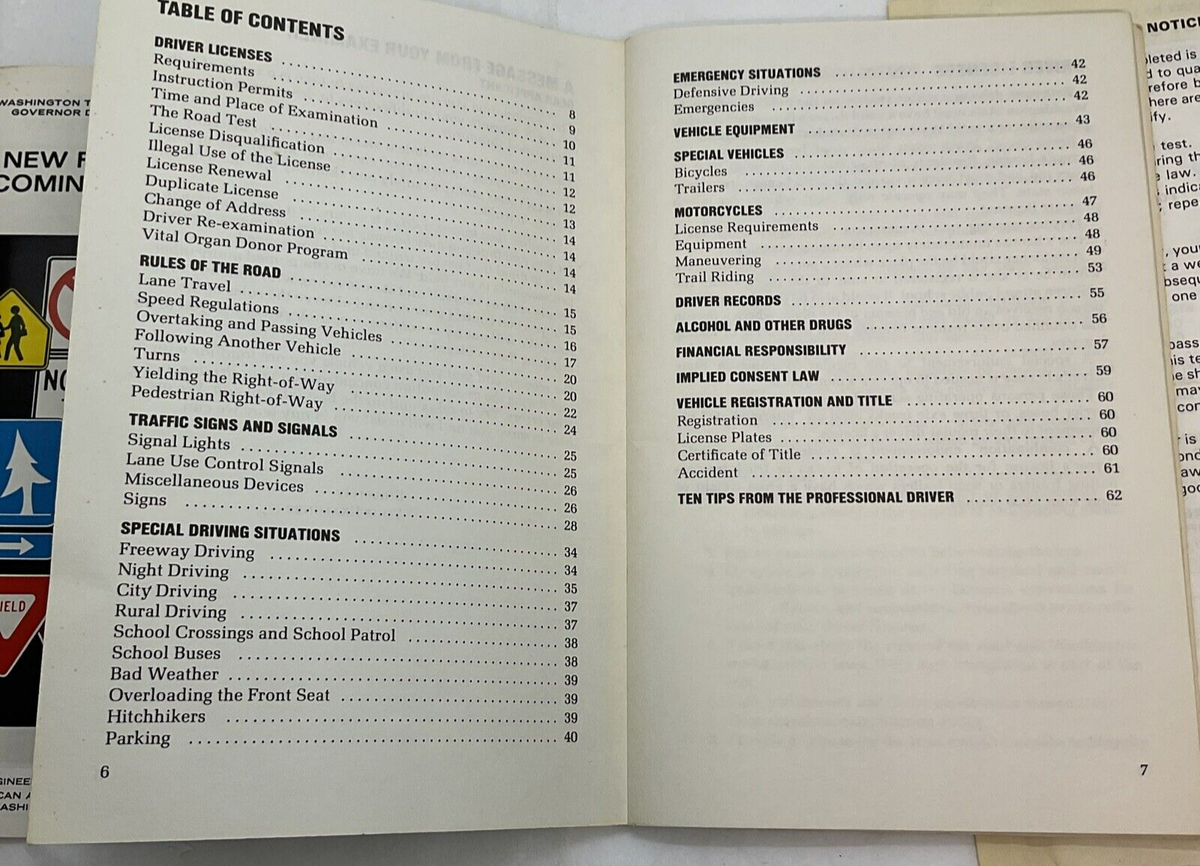 WASHINGTON
GOVERNOR
NEW
TABLE OF CONTENTS
DRIVER LICENSES ........ 8
Requirements ........ 9
Instruction Permits ........ 10
Time and Place of Examination ........ 11
The Road Test ........ 11
License Disqualification ........ 12
Illegal Use of the License ........ 12
License Renewal ........ 13
Duplicate License ........ 14
Change of Address ........ 14
Driver Re-examination ........ 14
Vital Organ Donor Program ........ 14
RULES OF THE ROAD ........ 15
Lane Travel ........ 15
Speed Regulations ........ 16
Overtaking and Passing Vehicles ........ 17
Following Another Vehicle ........ 20
Turns ........ 20
Yielding the Right-of-Way ........ 22
Pedestrian Right-of-Way ........ 24
TRAFFIC SIGNS AND SIGNALS ........ 25
Signal Lights ........ 25
Lane Use Control Signals ........ 26
Miscellaneous Devices ........ 26
Signs ........ 28
SPECIAL DRIVING SITUATIONS ........ 34
Freeway Driving ........ 34
Night Driving ........ 35
City Driving ........ 37
Rural Driving ........ 37
School Crossings and School Patrol ........ 38
School Buses ........ 38
Bad Weather ........ 39
Overloading the Front Seat ........ 39
Hitchhikers ........ 39
Parking ........ 40
6
EMERGENCY SITUATIONS ........ 42
Defensive Driving ........ 42
Emergencies ........ 42
VEHICLE EQUIPMENT ........ 43
SPECIAL VEHICLES ........ 46
Bicycles ........ 46
Trailers ........ 46
MOTORCYCLES ........ 47
License Requirements ........ 48
Equipment ........ 48
Maneuvering ........ 49
Trail Riding ........ 53
DRIVER RECORDS ........ 55
ALCOHOL AND OTHER DRUGS ........ 56
FINANCIAL RESPONSIBILITY ........ 57
IMPLIED CONSENT LAW ........ 59
VEHICLE REGISTRATION AND TITLE ........ 60
Registration ........ 60
License Plates ........ 60
Certificate of Title ........ 60
Accident ........ 61
TEN TIPS FROM THE PROFESSIONAL DRIVER ........ 62
7
test.
law.